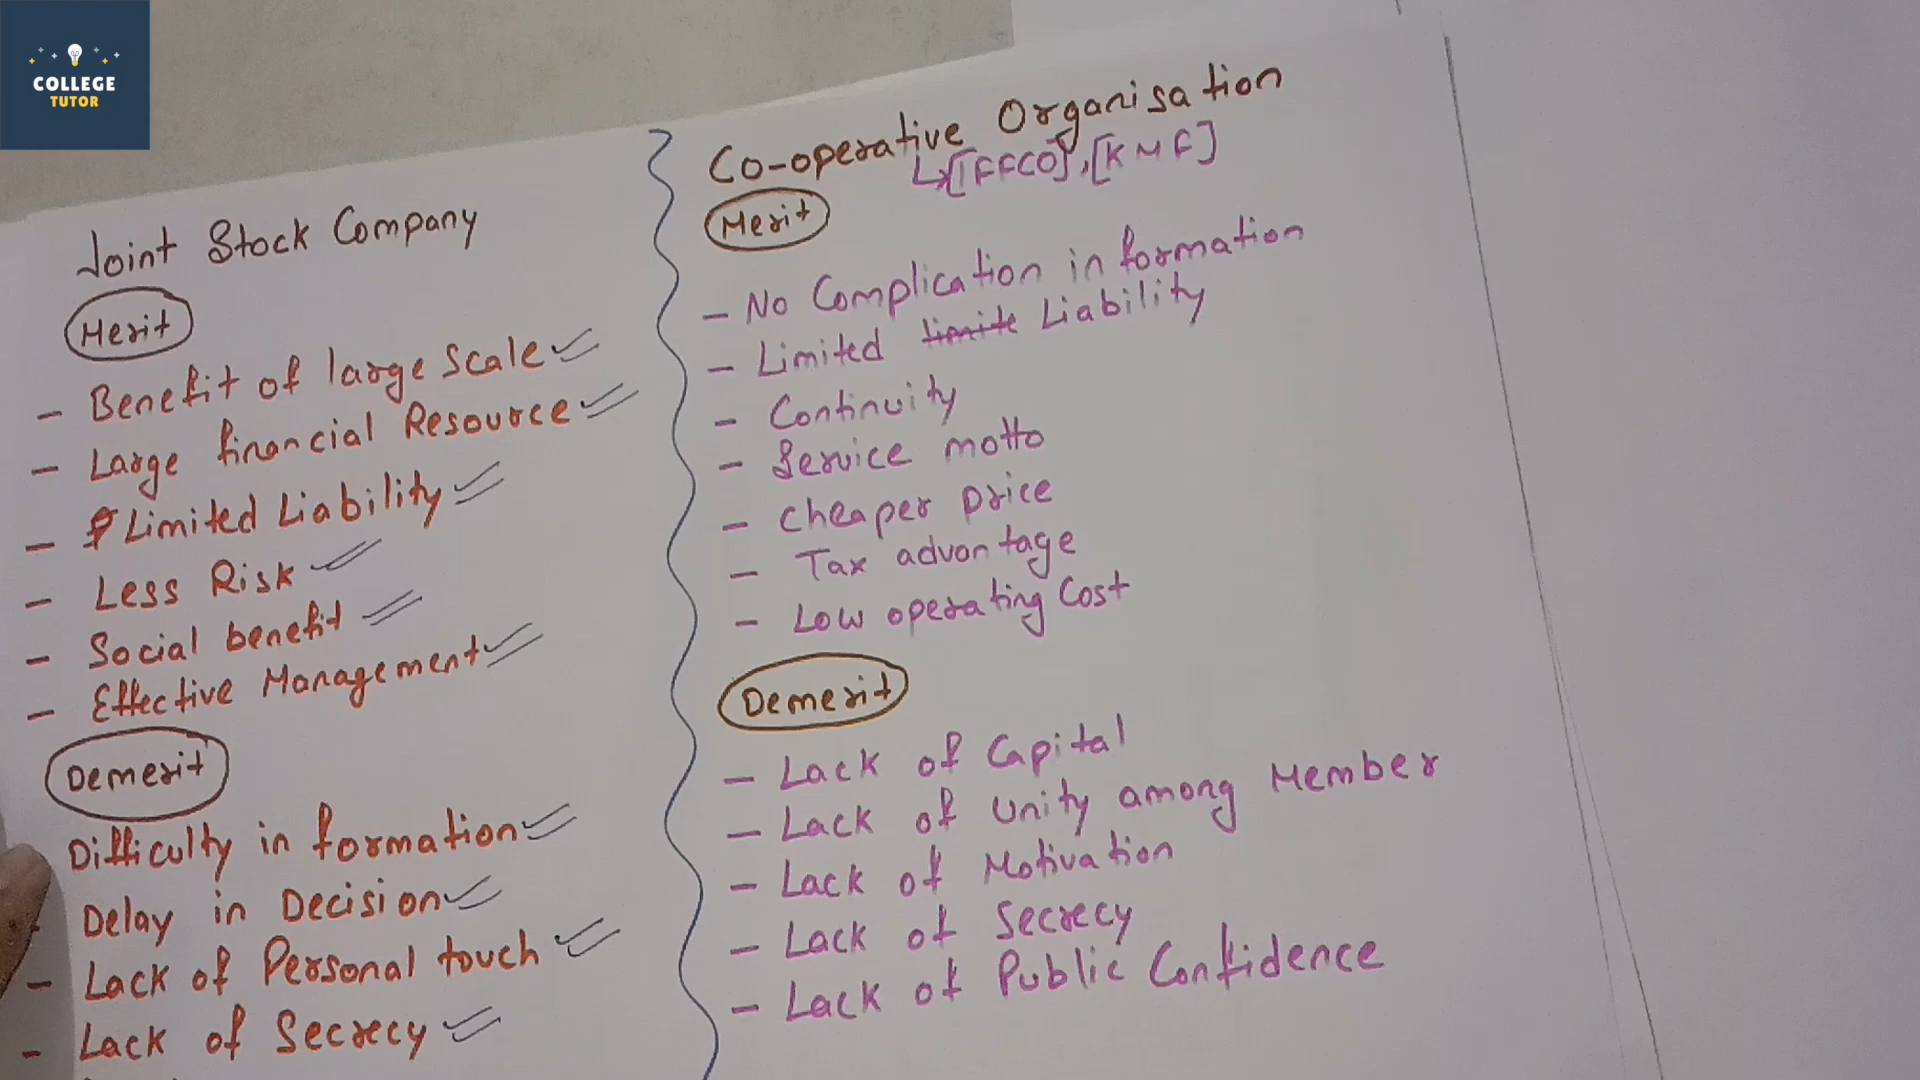 COLLEGE
TUTOR
Joint Stock Company
Merit
- Benefit of large Scale
- Large financial Resource
- Limited Liability
- Less Risk
- Social benefit
- Effective Management
Demerit
Difficulty in formation
Delay in Decision
- Lack of Personal touch
- Lack of Secrecy
Co-operative Organisation
[IFFCO], [KMF]
Merit
- No Complication in formation
- Limited limite Liability
- Continuity
- Service motto
- Cheaper price
- Tax advantage
- Low operating Cost
Demerit
- Lack of Capital
- Lack of Unity among Member
- Lack of Motivation
- Lack of Secrecy
- Lack of Public Confidence